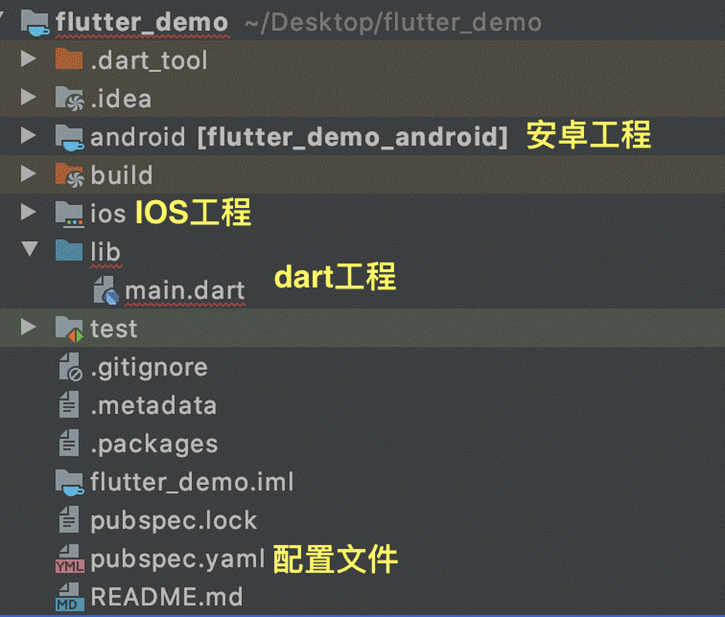 flutter_demo ~/Desktop/flutter_demo
.dart_tool
.idea
android [flutter_demo_android] 安卓工程
build
ios IOS工程
lib
dart工程
main.dart
test
.gitignore
.metadata
.packages
flutter_demo.iml
pubspec.lock
YML pubspec.yaml 配置文件
MD README.md